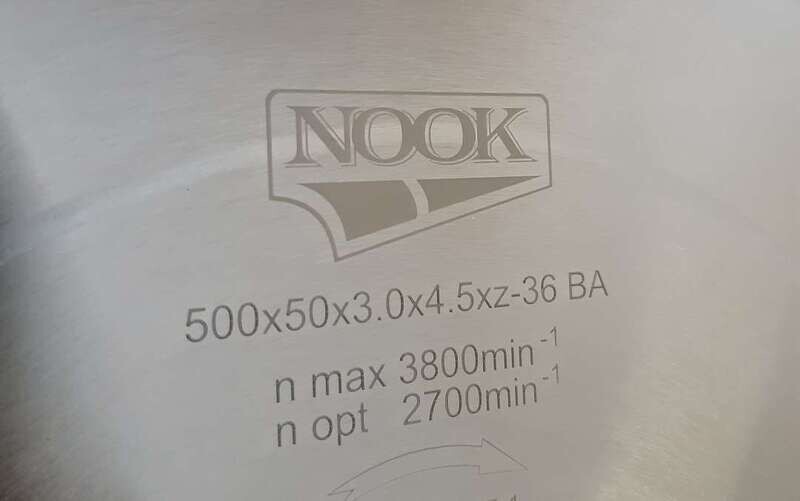 NOOK
500x50x3.0x4.5xz-36 BA
n max 3800min⁻¹
n opt 2700min⁻¹